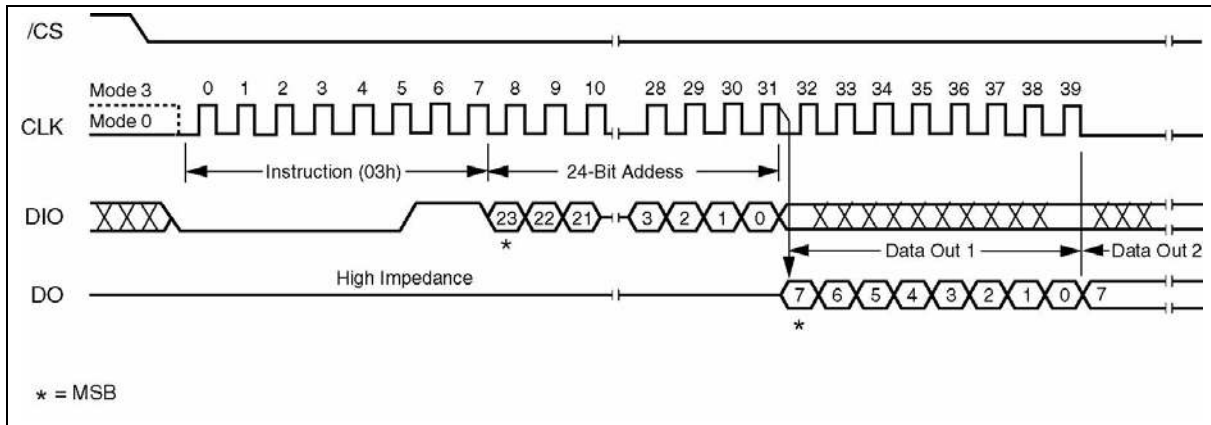 /CS
Mode 3
Mode 0
CLK
0 1 2 3 4 5 6 7 8 9 10 28 29 30 31 32 33 34 35 36 37 38 39
Instruction (03h)
24-Bit Addess
DIO
23 22 21 3 2 1 0
*
Data Out 1
Data Out 2
High Impedance
DO
7 6 5 4 3 2 1 0 7
*
* = MSB